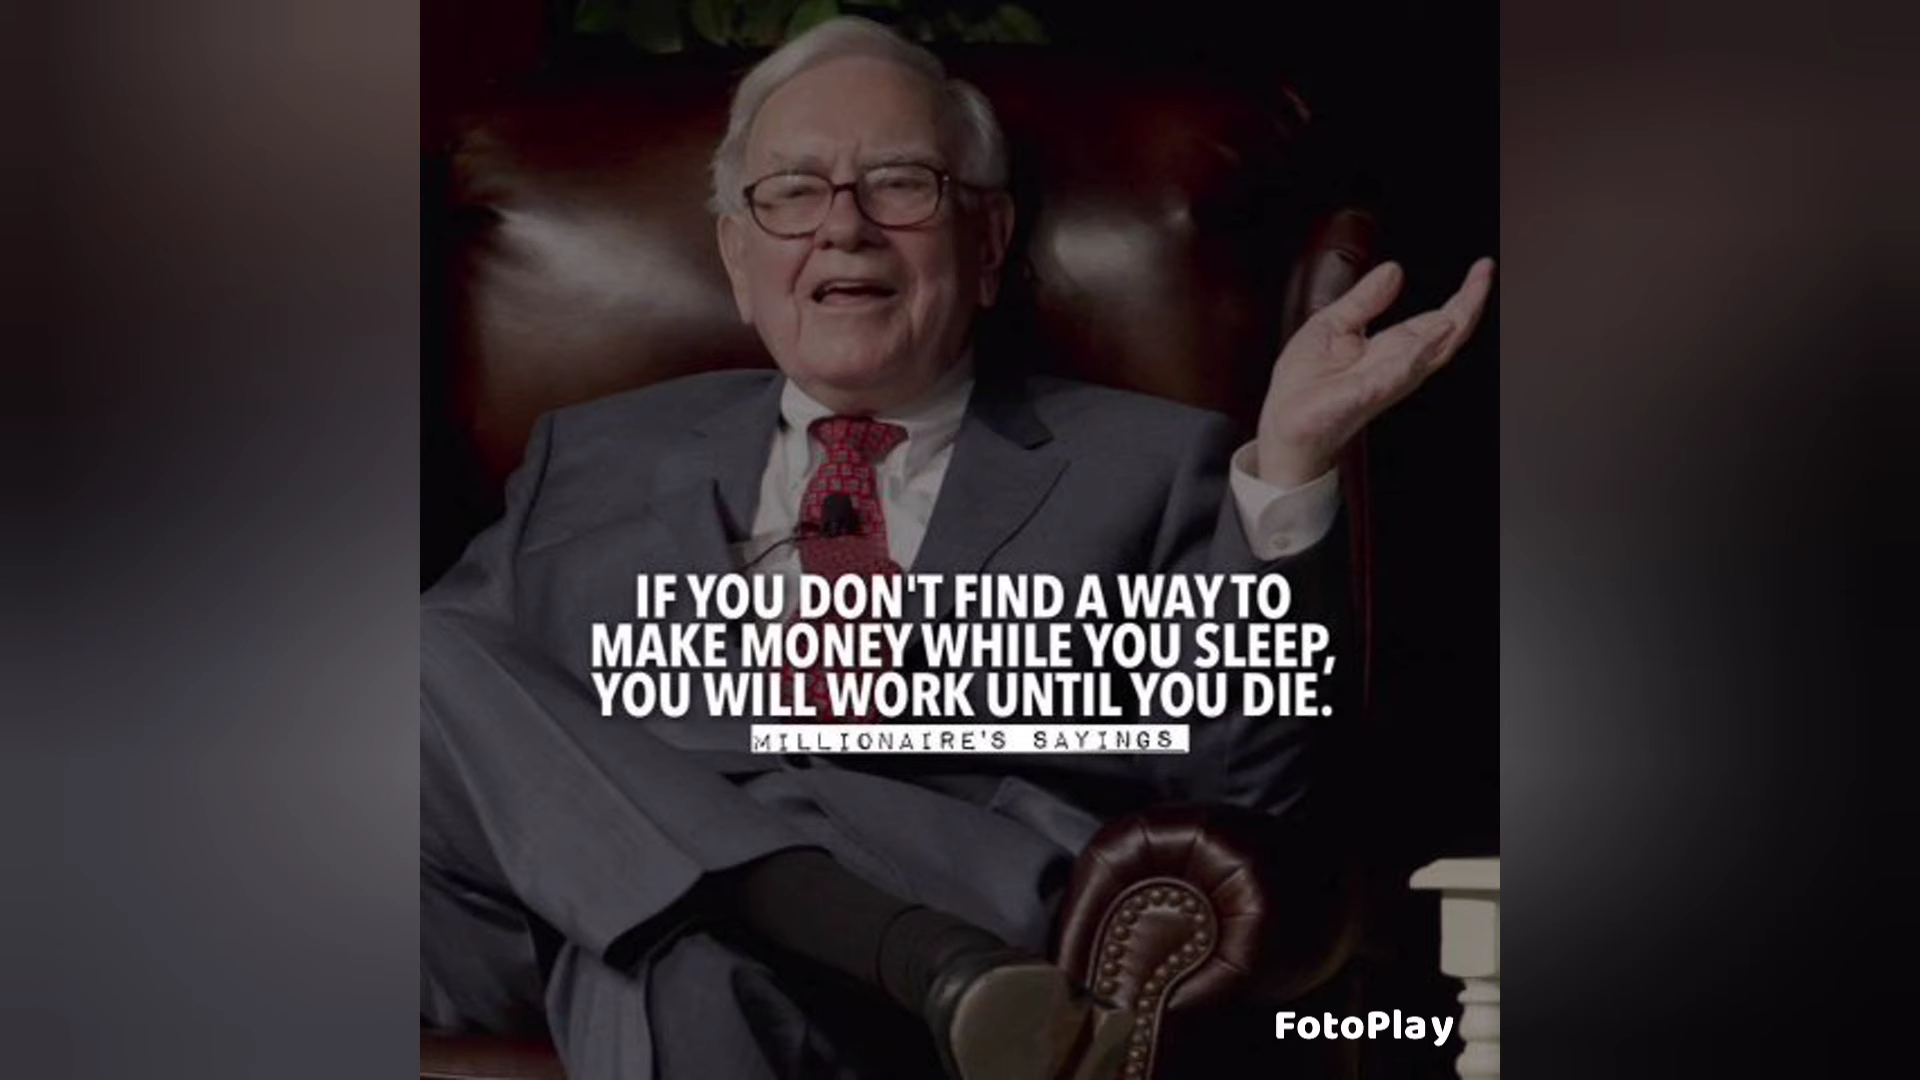 IF YOU DON'T FIND A WAY TO
MAKE MONEY WHILE YOU SLEEP,
YOU WILL WORK UNTIL YOU DIE.
MILLIONAIRE'S SAYINGS
FotoPlay